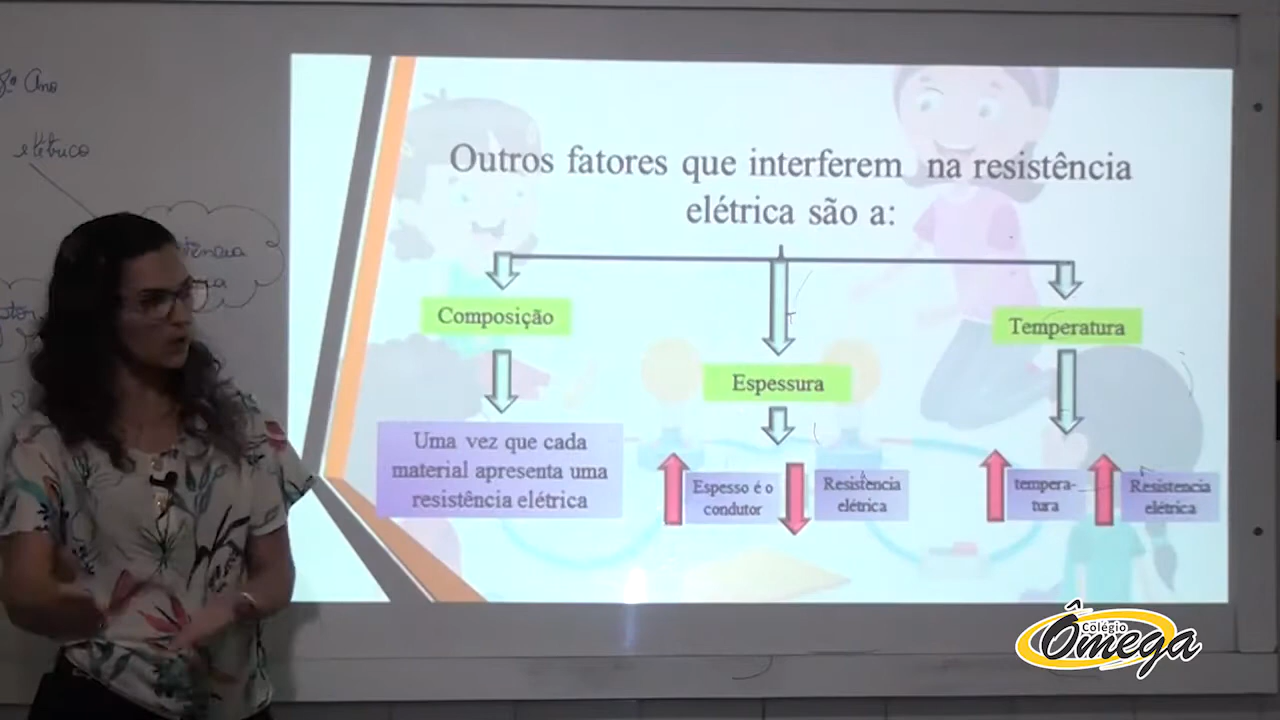 8º Ano
elétrico
Outros fatores que interferem na resistência
elétrica são a:
Composição
Uma vez que cada
material apresenta uma
resistência elétrica
Espessura
Espesso é o
condutor
Resistencia
elétrica
Temperatura
tempera-
tura
Resistencia
elétrica
Colégio
Ômega